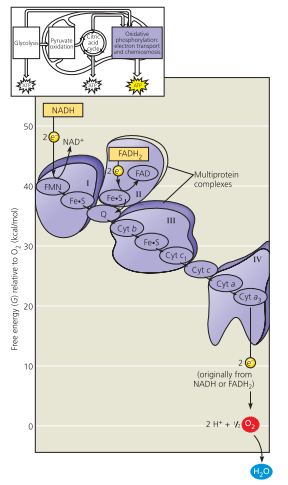 Glycolysis
Pyruvate
oxidation
Citric
acid
cycle
Oxidative
phosphorylation:
electron transport
and chemiosmosis
ATP
ATP
ATP
NADH
50
2 e–
NAD+
FADH2
2 e–
40
FMN
I
Fe•S
Fe•S
II
FAD
Multiprotein
complexes
Q
III
Cyt b
30
Fe•S
Cyt c1
IV
Cyt c
Cyt a
Cyt a3
20
Free energy (G) relative to O2 (kcal/mol)
10
2 e–
(originally from
NADH or FADH2)
0
2 H+ + 1/2 O2
H2O